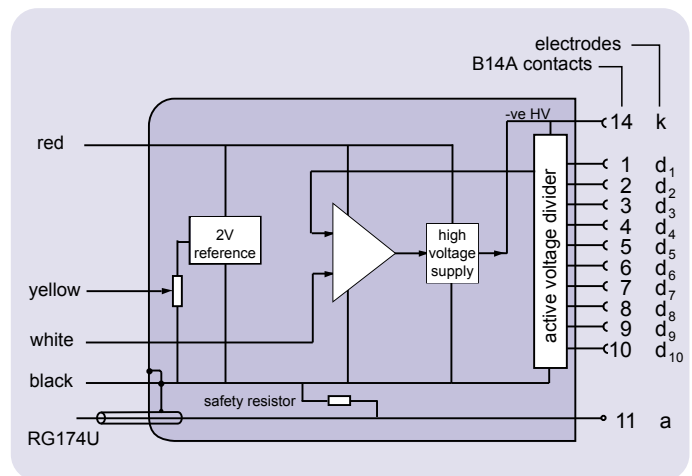 electrodes
B14A contacts
-ve HV
14 k
red
1 d1
2 d2
3 d3
4 d4
5 d5
6 d6
7 d7
8 d8
9 d9
10 d10
active voltage divider
2V
reference
high
voltage
supply
yellow
white
black
safety resistor
RG174U
11 a